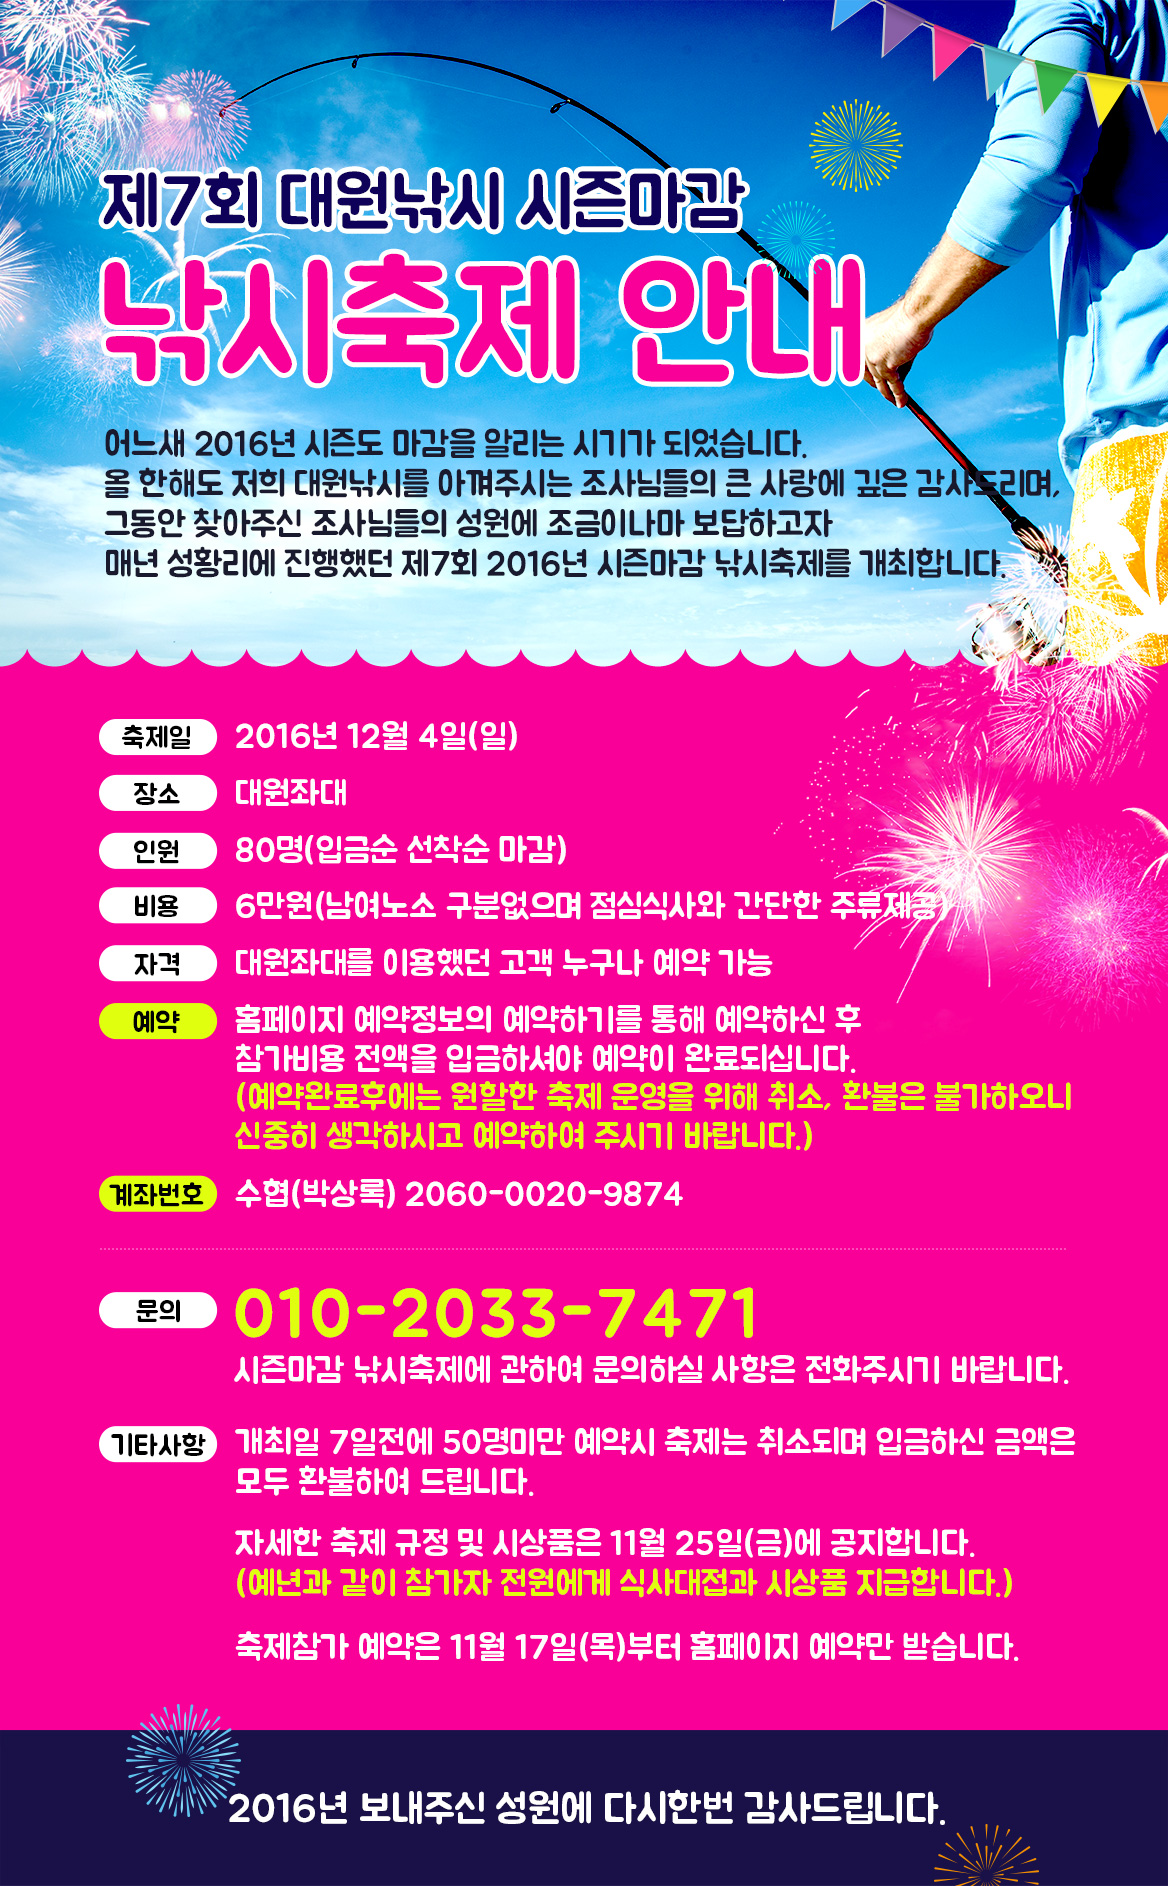 제7회 대원낚시 시즌마감
낚시축제 안내
어느새 2016년 시즌도 마감을 알리는 시기가 되었습니다.
올 한해도 저희 대원낚시를 아껴주시는 조사님들의 큰 사랑에 깊은 감사드리며,
그동안 찾아주신 조사님들의 성원에 조금이나마 보답하고자
매년 성황리에 진행했던 제7회 2016년 시즌마감 낚시축제를 개최합니다.
축제일 2016년 12월 4일(일)
장소 대원좌대
인원 80명(입금순 선착순 마감)
비용 6만원(남여노소 구분없으며 점심식사와 간단한 주류제공)
자격 대원좌대를 이용했던 고객 누구나 예약 가능
예약 홈페이지 예약정보의 예약하기를 통해 예약하신 후
참가비용 전액을 입금하셔야 예약이 완료되십니다.
(예약완료후에는 원할한 축제 운영을 위해 취소, 환불은 불가하오니
신중히 생각하시고 예약하여 주시기 바랍니다.)
계좌번호 수협(박상록) 2060-0020-9874
문의 010-2033-7471
시즌마감 낚시축제에 관하여 문의하실 사항은 전화주시기 바랍니다.
기타사항 개최일 7일전에 50명미만 예약시 축제는 취소되며 입금하신 금액은
모두 환불하여 드립니다.
자세한 축제 규정 및 시상품은 11월 25일(금)에 공지합니다.
(예년과 같이 참가자 전원에게 식사대접과 시상품 지급합니다.)
축제참가 예약은 11월 17일(목)부터 홈페이지 예약만 받습니다.
2016년 보내주신 성원에 다시한번 감사드립니다.